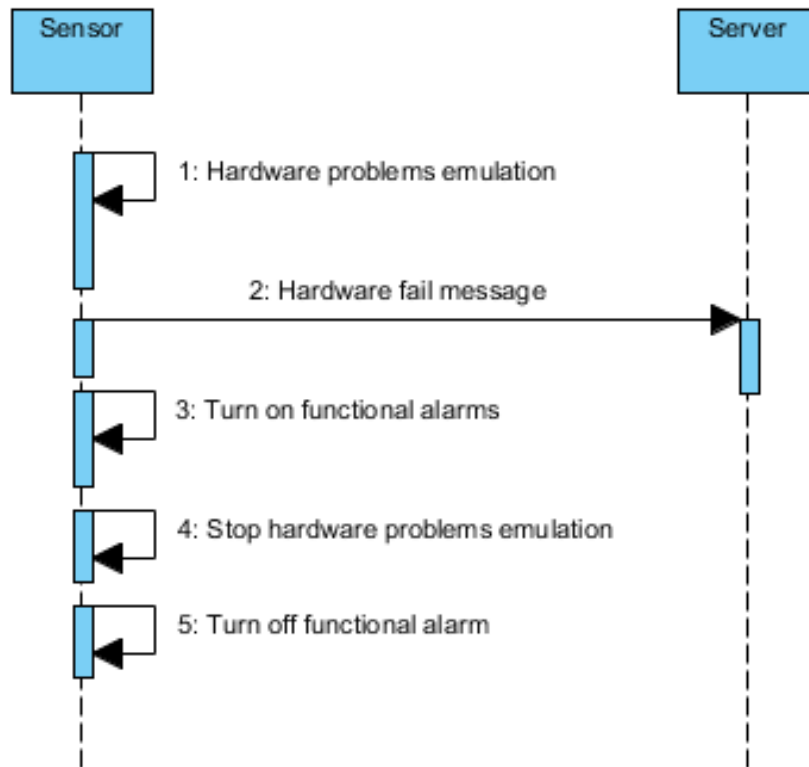 Sensor
Server
1: Hardware problems emulation
2: Hardware fail message
3: Turn on functional alarms
4: Stop hardware problems emulation
5: Turn off functional alarm